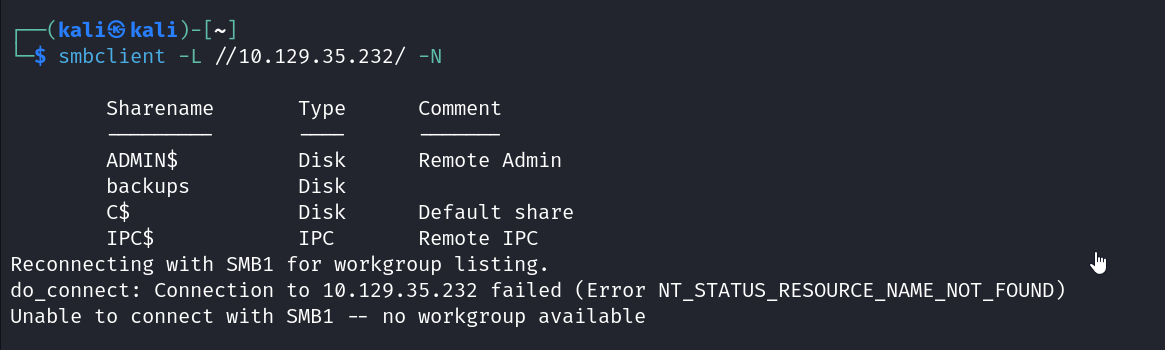 ┌──(kali㉿kali)-[~]
└─$ smbclient -L //10.129.35.232/ -N
Sharename Type Comment
--------- ---- -------
ADMIN$ Disk Remote Admin
backups Disk
C$ Disk Default share
IPC$ IPC Remote IPC
Reconnecting with SMB1 for workgroup listing.
do_connect: Connection to 10.129.35.232 failed (Error NT_STATUS_RESOURCE_NAME_NOT_FOUND)
Unable to connect with SMB1 -- no workgroup available